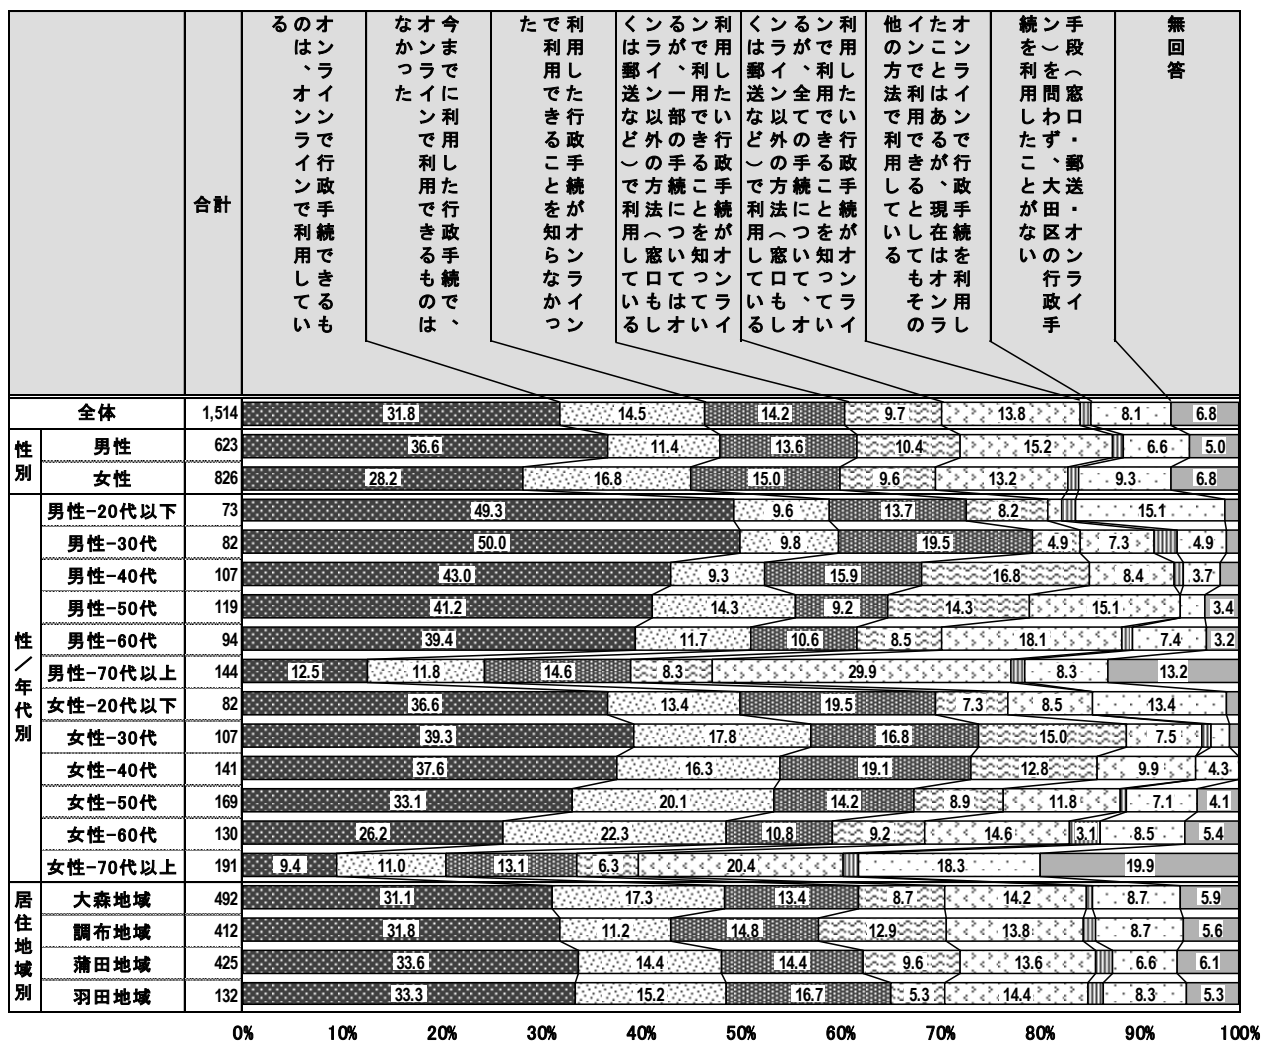 合計
オンラインで行政手続できるも
のは、オンラインで利用してい
る
今までに利用した行政手続で、
オンラインで利用できるものは
なかった
利用した行政手続がオンライン
で利用できることを知らなかっ
た
利用したい行政手続がオンライ
ンで利用できることを知ってい
るが、一部の手続についてはオ
ンライン以外の方法（窓口もし
くは郵送など）で利用している
利用したい行政手続がオンライ
ンで利用できることを知ってい
るが、全ての手続について、オ
ンライン以外の方法（窓口もし
くは郵送など）で利用している
オンラインで行政手続を利用し
たことはあるが、現在はオンラ
インで利用できるとしてもその
他の方法で利用している
手段（窓口・郵送・オンライ
ン）を問わず、大田区の行政手
続を利用したことがない
無回答
全体 1,514 31.8 14.5 14.2 9.7 13.8 8.1 6.8
性別
男性 623 36.6 11.4 13.6 10.4 15.2 6.6 5.0
女性 826 28.2 16.8 15.0 9.6 13.2 9.3 6.8
性／年代別
男性-20代以下 73 49.3 9.6 13.7 8.2 15.1
男性-30代 82 50.0 9.8 19.5 4.9 7.3 4.9
男性-40代 107 43.0 9.3 15.9 16.8 8.4 3.7
男性-50代 119 41.2 14.3 9.2 14.3 15.1 3.4
男性-60代 94 39.4 11.7 10.6 8.5 18.1 7.4 3.2
男性-70代以上 144 12.5 11.8 14.6 8.3 29.9 8.3 13.2
女性-20代以下 82 36.6 13.4 19.5 7.3 8.5 13.4
女性-30代 107 39.3 17.8 16.8 15.0 7.5
女性-40代 141 37.6 16.3 19.1 12.8 9.9 4.3
女性-50代 169 33.1 20.1 14.2 8.9 11.8 7.1 4.1
女性-60代 130 26.2 22.3 10.8 9.2 14.6 3.1 8.5 5.4
女性-70代以上 191 9.4 11.0 13.1 6.3 20.4 18.3 19.9
居住地域別
大森地域 492 31.1 17.3 13.4 8.7 14.2 8.7 5.9
調布地域 412 31.8 11.2 14.8 12.9 13.8 8.7 5.6
蒲田地域 425 33.6 14.4 14.4 9.6 13.6 6.6 6.1
羽田地域 132 33.3 15.2 16.7 5.3 14.4 8.3 5.3
0% 10% 20% 30% 40% 50% 60% 70% 80% 90% 100%